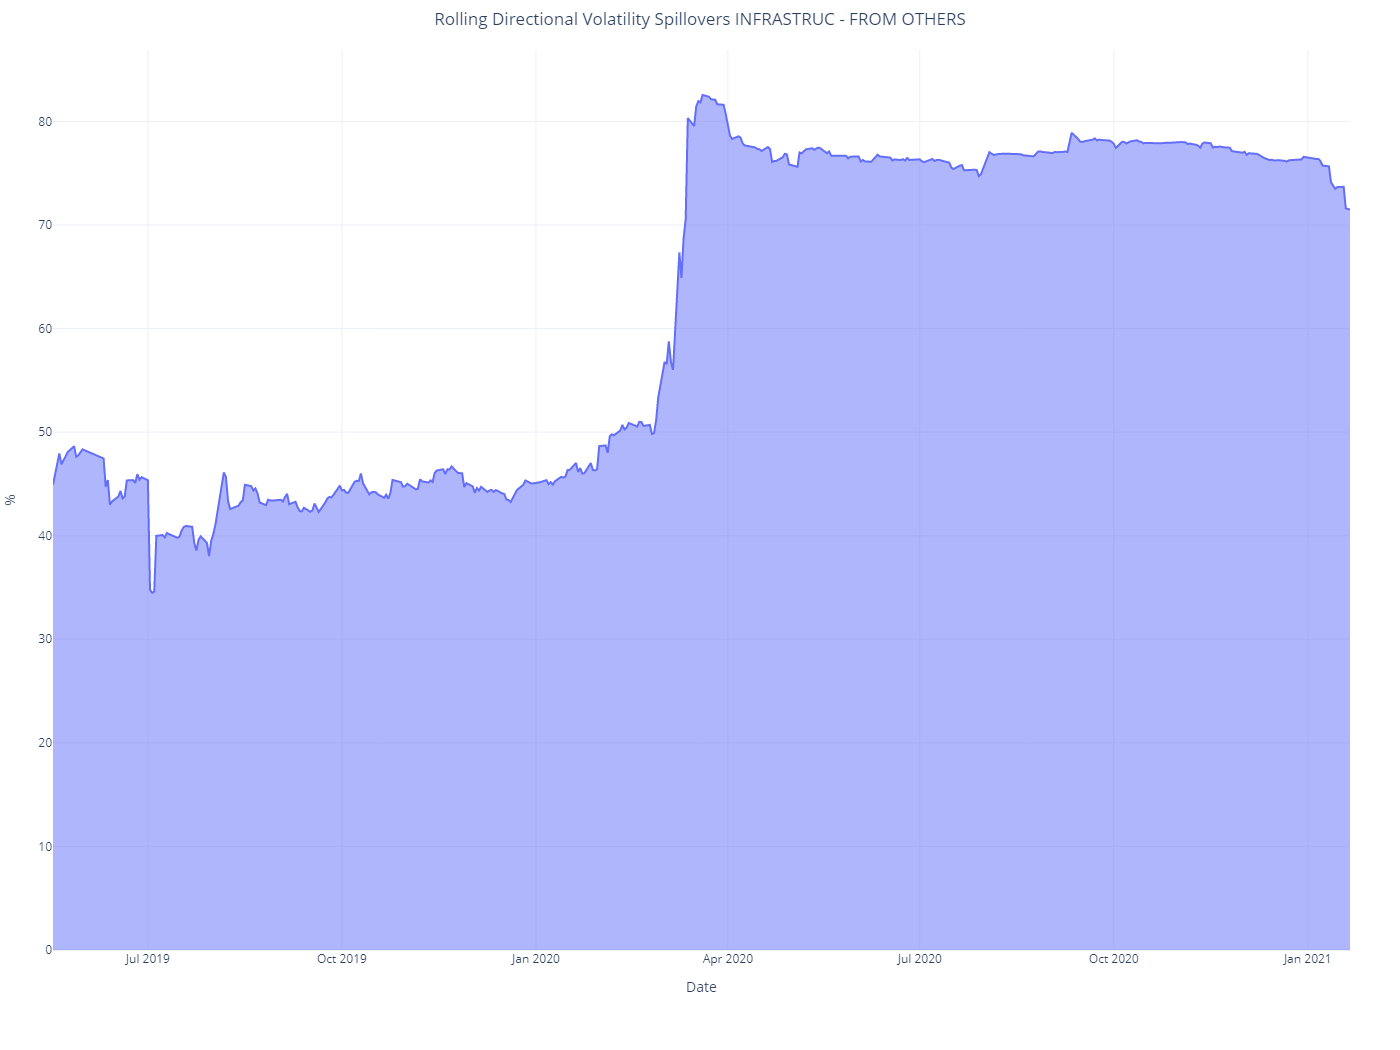 Rolling Directional Volatility Spillovers INFRASTRUC - FROM OTHERS
80
70
60
50
40
30
20
10
0
%
Jul 2019
Oct 2019
Jan 2020
Apr 2020
Jul 2020
Oct 2020
Jan 2021
Date